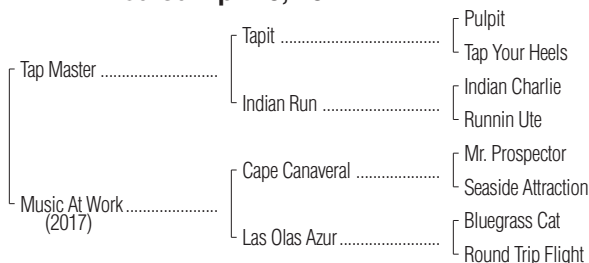 Pulpit
Tapit ........................................
Tap Your Heels
Tap Master .............................
Indian Charlie
Indian Run .............................
Runnin Ute
Mr. Prospector
Cape Canaveral .....................
Seaside Attraction
Music At Work .......................
(2017)
Bluegrass Cat
Las Olas Azur .........................
Round Trip Flight